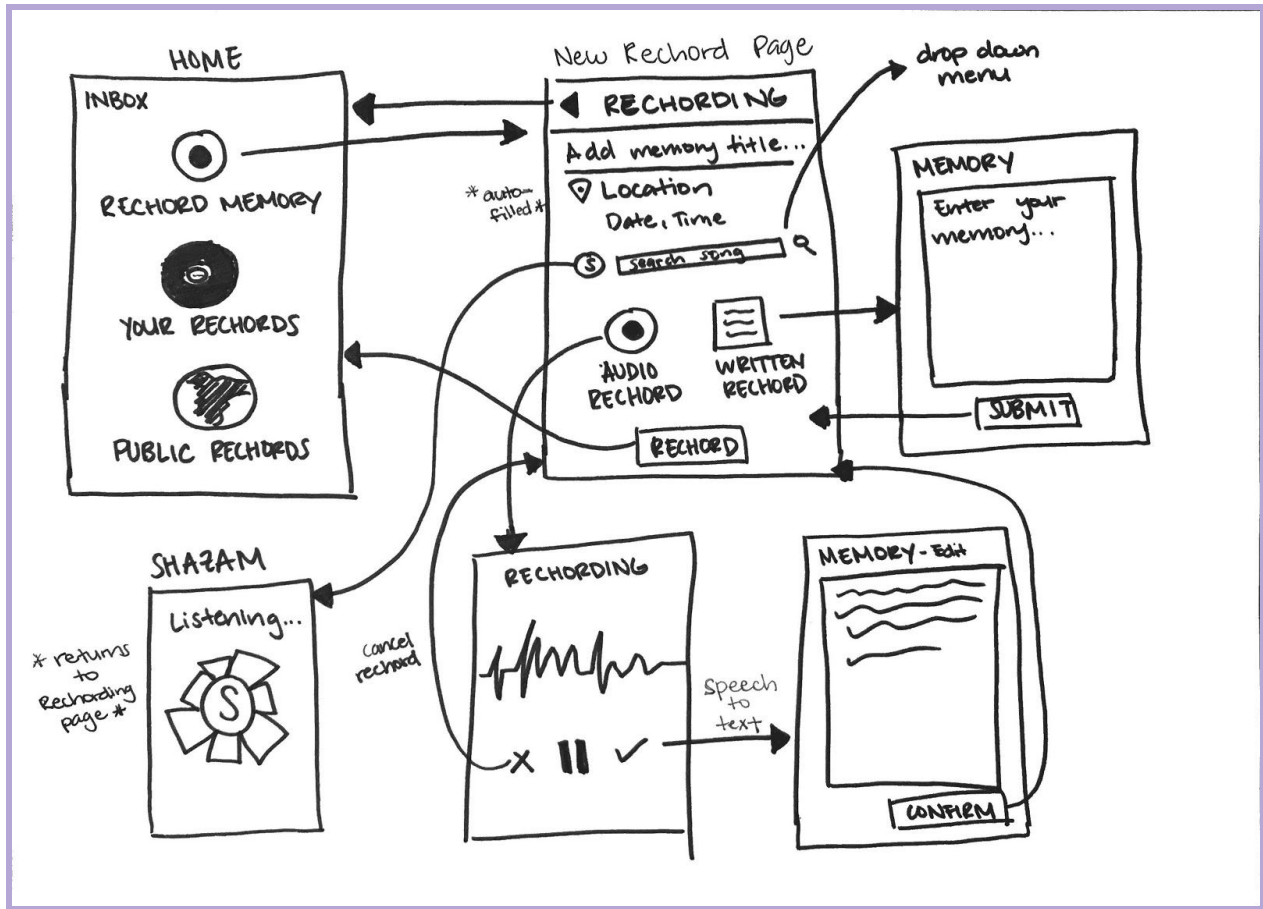 HOME
INBOX
RECHORD MEMORY
YOUR RECHORDS
PUBLIC RECHORDS
New Rechord Page
RECHORDING
Add memory title...
* auto-
filled *
Location
Date, Time
S
search song
AUDIO
RECHORD
WRITTEN
RECHORD
RECHORD
drop down
menu
MEMORY
Enter your
memory...
SUBMIT
SHAZAM
Listening...
S
* returns
to
Rechording
page *
cancel
rechord
RECHORDING
speech
to
text
MEMORY - Edit
CONFIRM